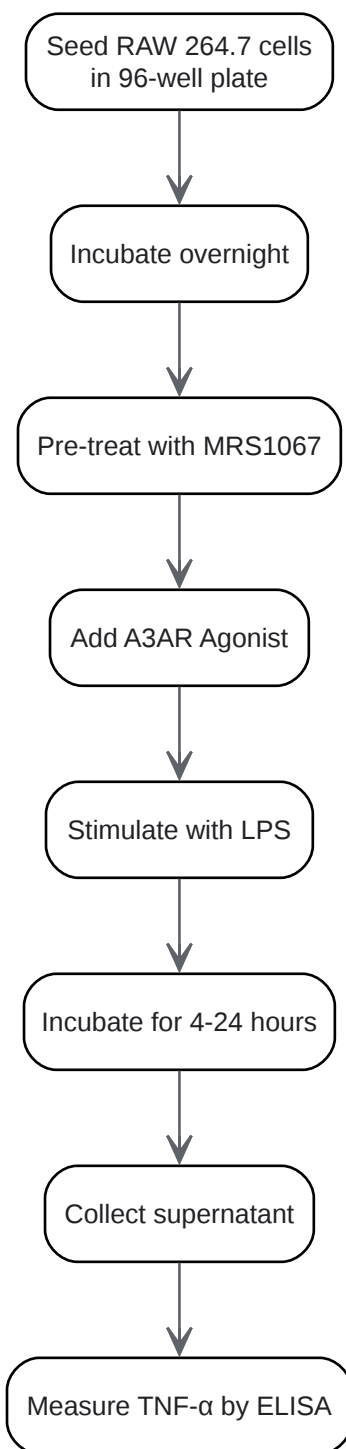 Seed RAW 264.7 cells
in 96-well plate
Incubate overnight
Pre-treat with MRS1067
Add A3AR Agonist
Stimulate with LPS
Incubate for 4-24 hours
Collect supernatant
Measure TNF-α by ELISA